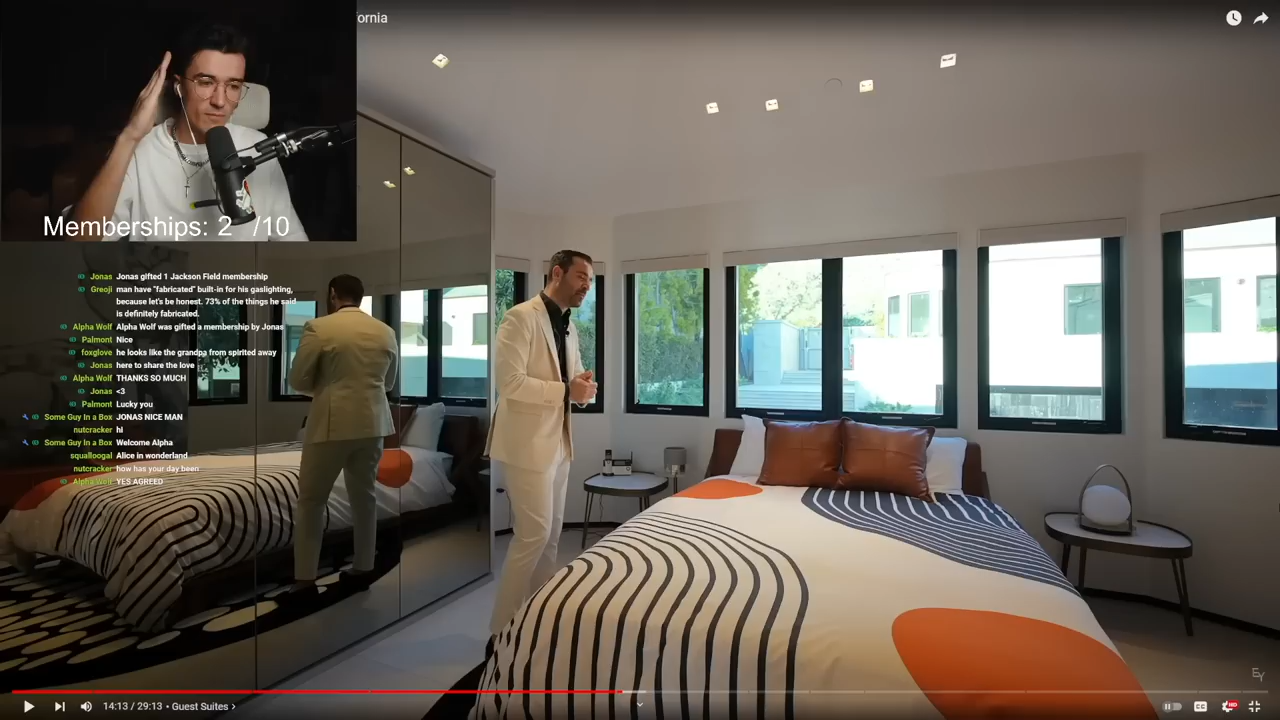 ornia
Memberships: 2 /10
Jonas Jonas gifted 1 Jackson Field membership
Greoji man have "fabricated" built-in for his gaslighting,
because let's be honest. 73% of the things he said
is definitely fabricated.
Alpha Wolf Alpha Wolf was gifted a membership by Jonas
Palmont Nice
foxglove he looks like the grandpa from spirited away
Jonas here to share the love
Alpha Wolf THANKS SO MUCH
Jonas <3
Palmont Lucky you
Some Guy In a Box JONAS NICE MAN
nutcracker hi
Some Guy In a Box Welcome Alpha
squalloogal Alice in wonderland
nutcracker how has your day been
Alpha Wolf YES AGREED
EY
14:13 / 29:13 • Guest Suites ›
CC
HD